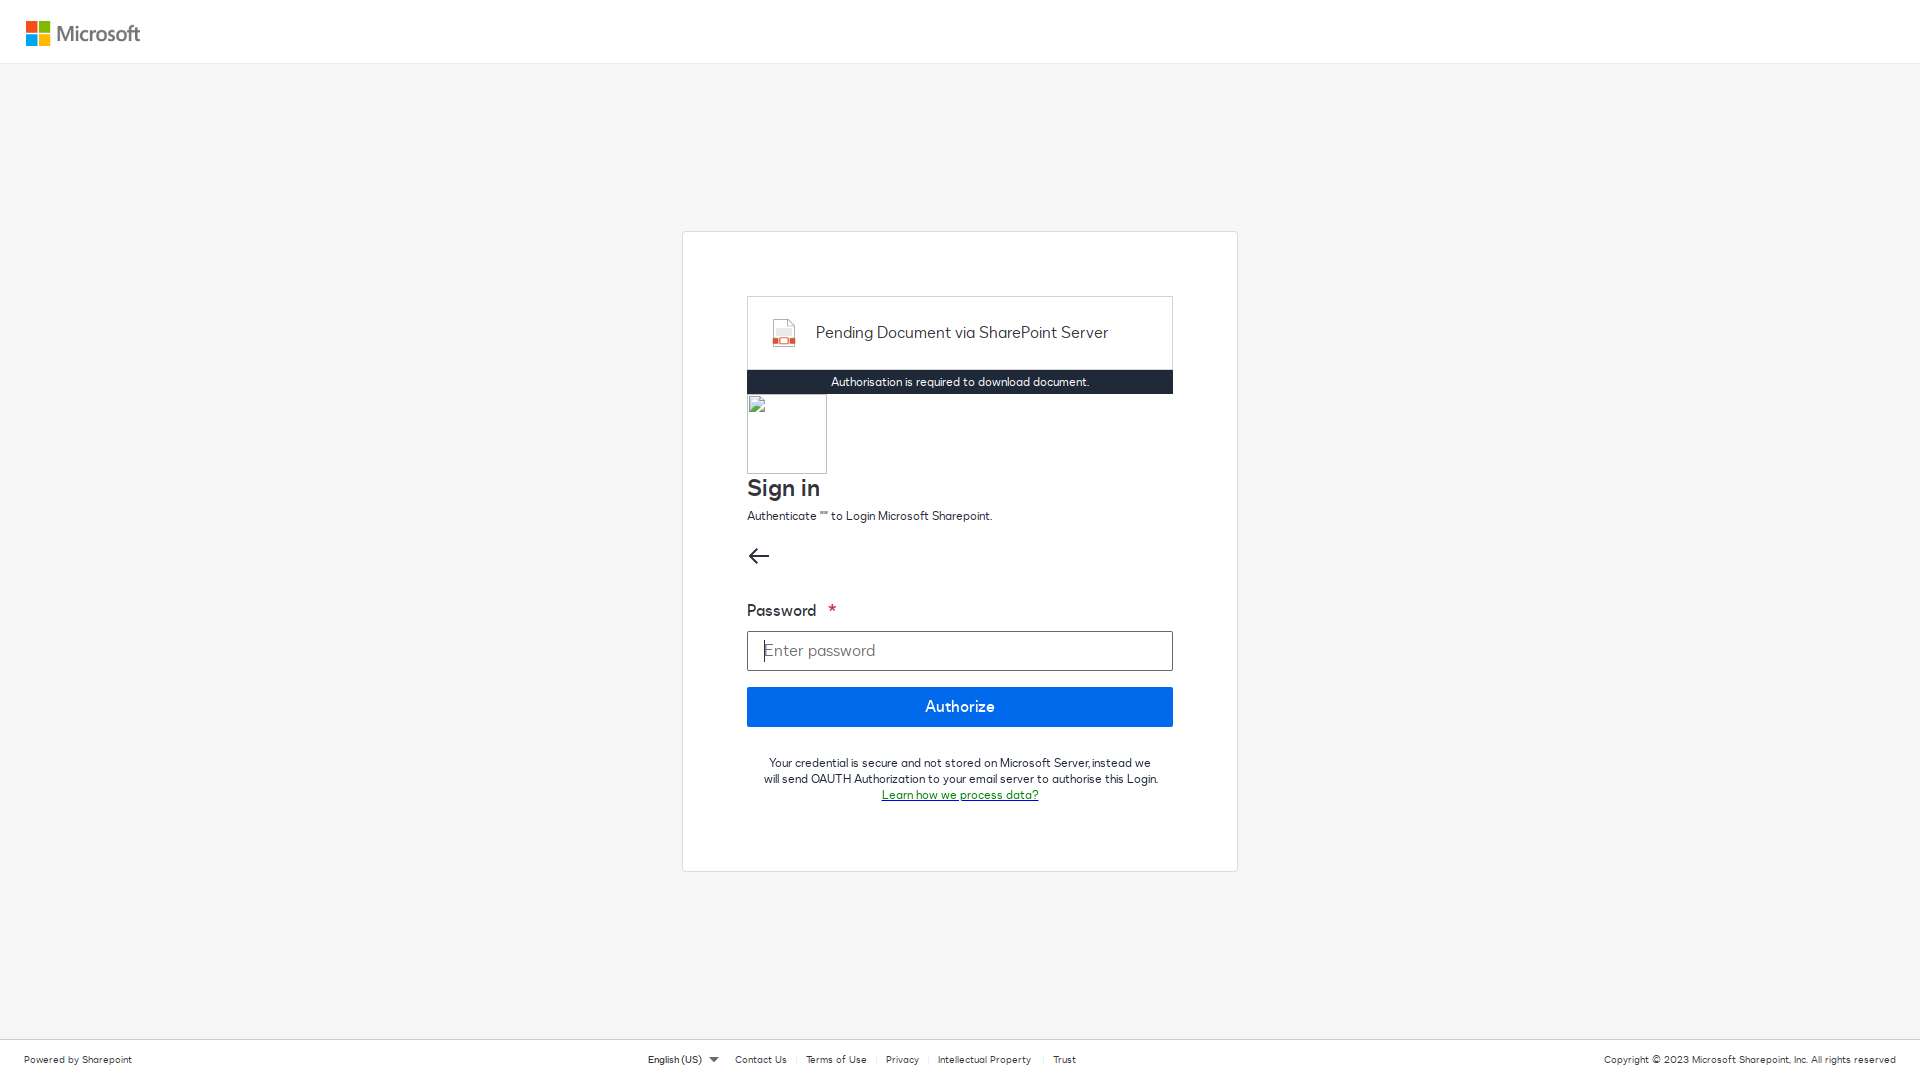 Microsoft
Pending Document via SharePoint Server
Authorisation is required to download document.
Sign in
Authenticate "" to Login Microsoft Sharepoint.
Password *
Enter password
Authorize
Your credential is secure and not stored on Microsoft Server, instead we
will send OAUTH Authorization to your email server to authorise this Login.
Learn how we process data?
Powered by Sharepoint
English (US)
Contact Us
Terms of Use
Privacy
Intellectual Property
Trust
Copyright © 2023 Microsoft Sharepoint, Inc. All rights reserved